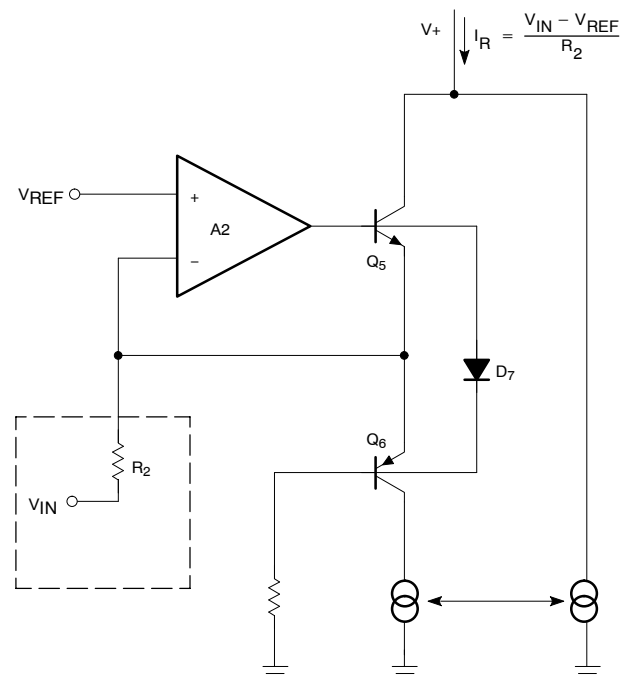 V+
I_R = V_IN − V_REF
R_2
V_REF
+
A2
−
Q_5
D_7
Q_6
R_2
V_IN